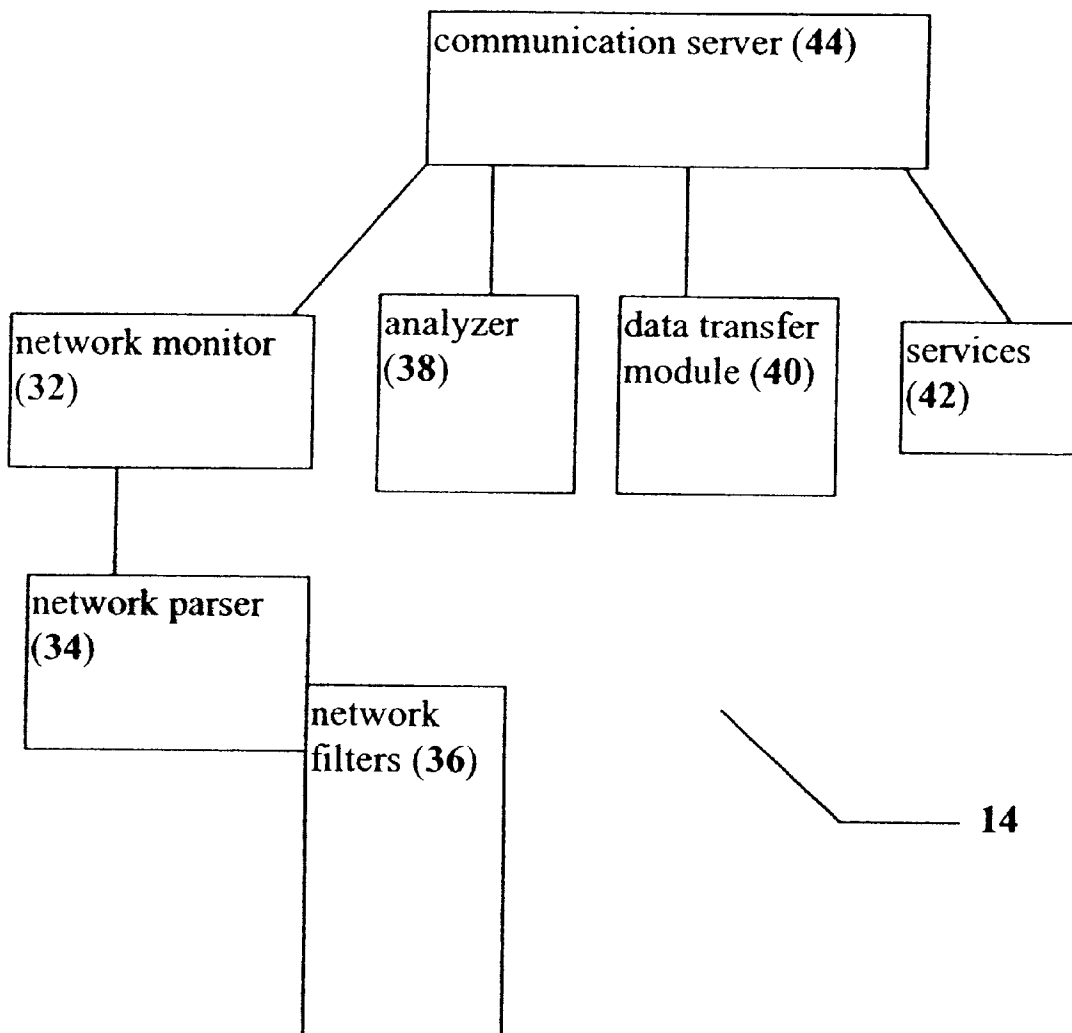 communication server (44)
network monitor
(32)
analyzer
(38)
data transfer
module (40)
services
(42)
network parser
(34)
network
filters (36)
14